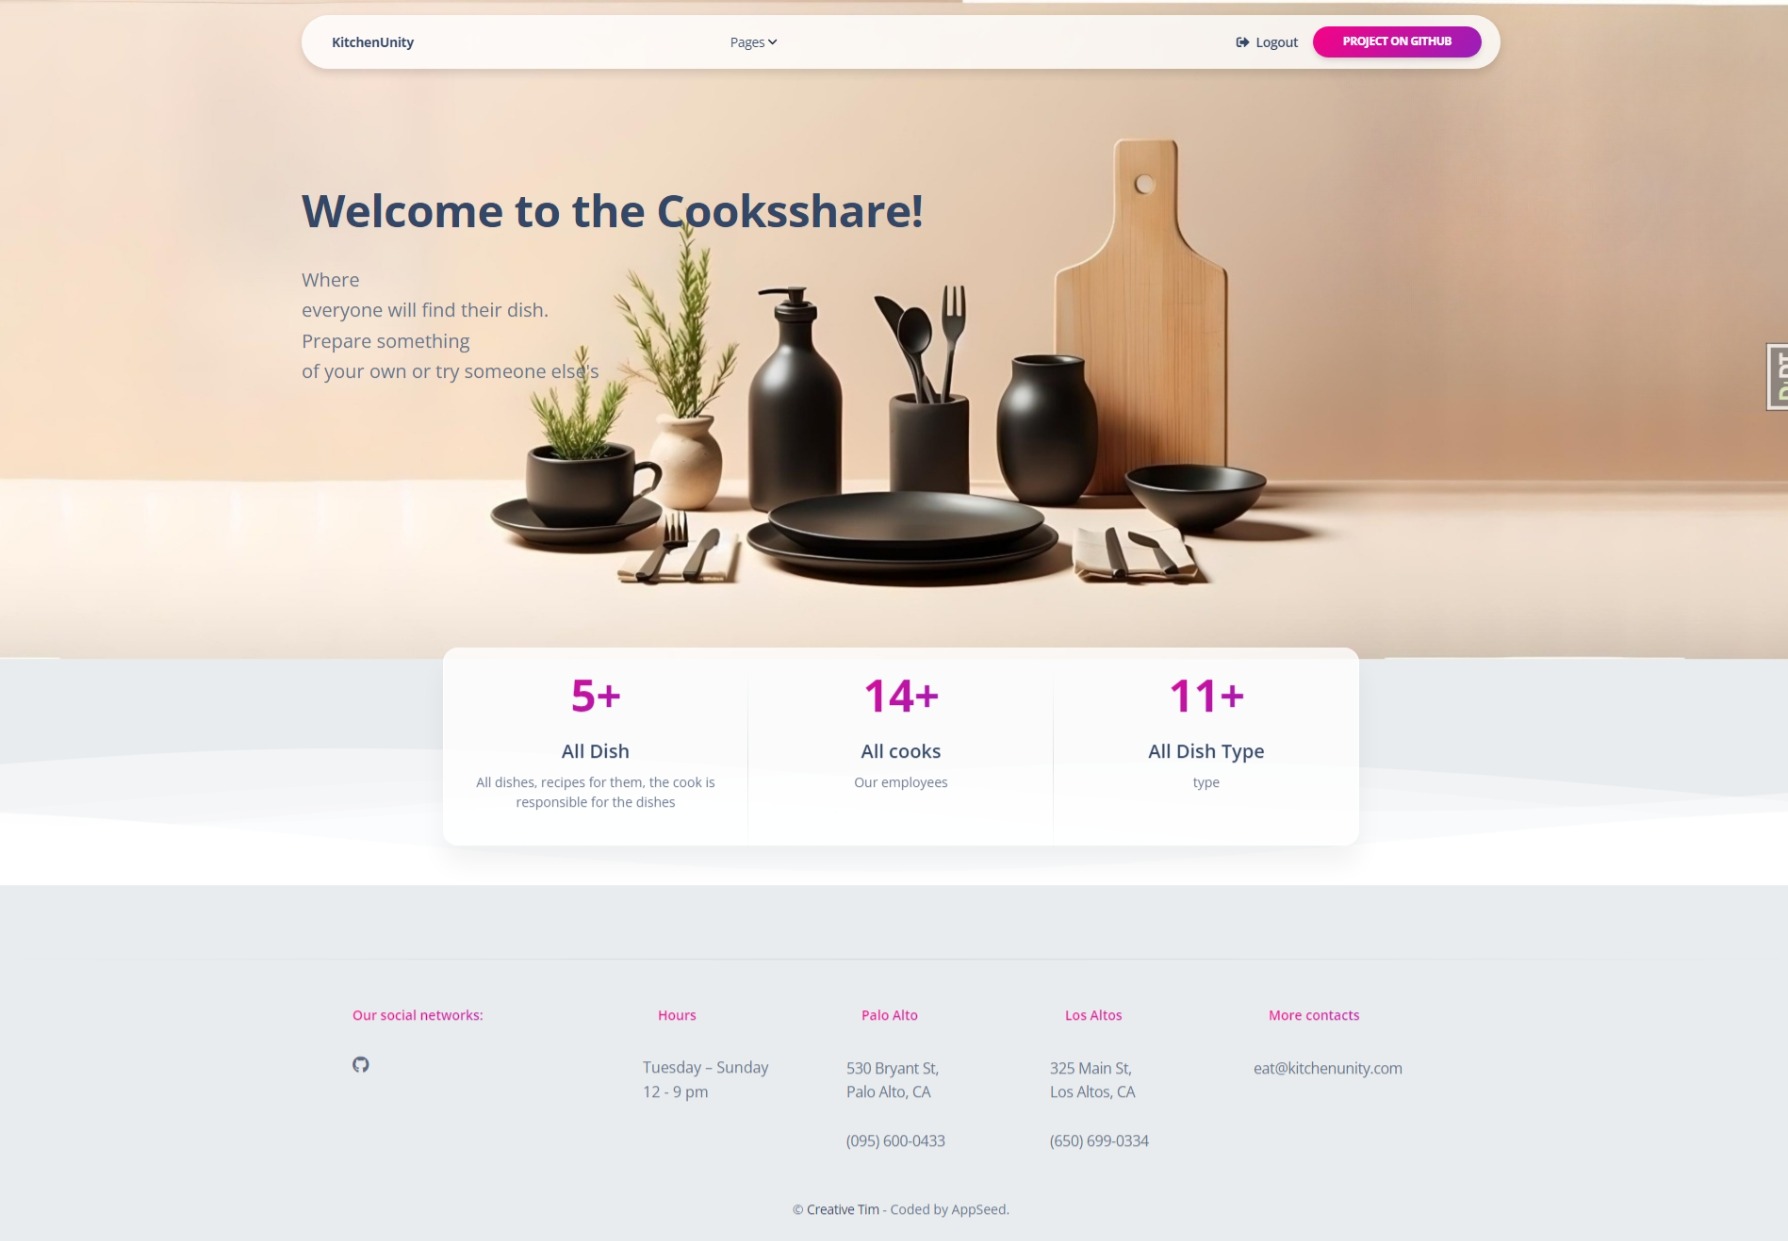 KitchenUnity
Pages
Logout
PROJECT ON GITHUB
Welcome to the Cooksshare!
Where
everyone will find their dish.
Prepare something
of your own or try someone else's
5+
All Dish
All dishes, recipes for them, the cook is
responsible for the dishes
14+
All cooks
Our employees
11+
All Dish Type
type
Our social networks:
Hours
Tuesday – Sunday
12 - 9 pm
Palo Alto
530 Bryant St,
Palo Alto, CA
(095) 600-0433
Los Altos
325 Main St,
Los Altos, CA
(650) 699-0334
More contacts
eat@kitchenunity.com
© Creative Tim - Coded by AppSeed.